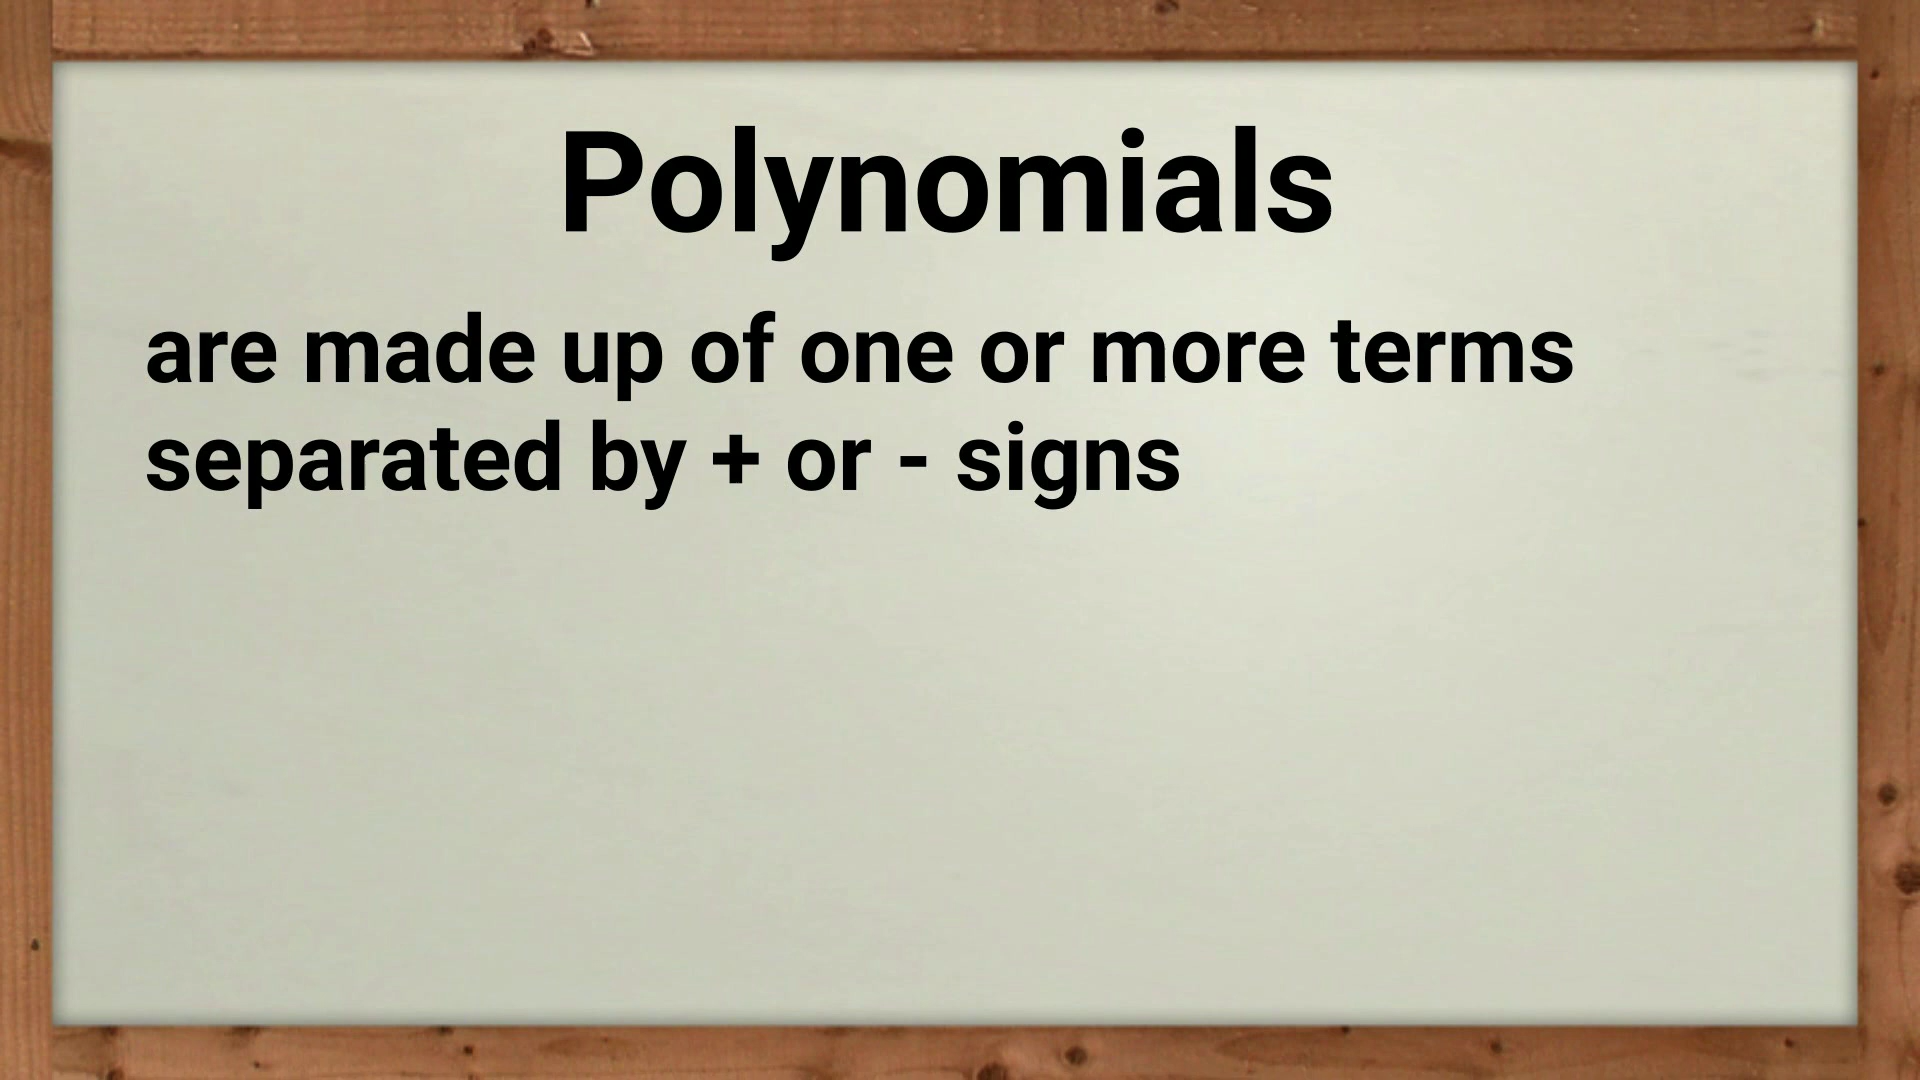 Polynomials
are made up of one or more terms
separated by + or - signs